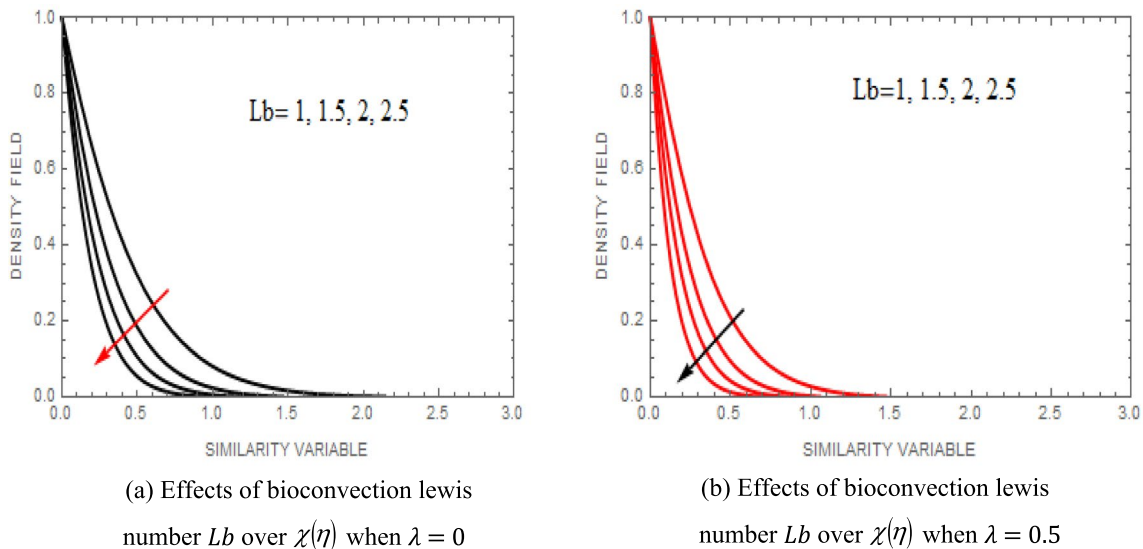 1.0
0.8
0.6
0.4
0.2
0.0
DENSITY FIELD
Lb= 1, 1.5, 2, 2.5
0.0 0.5 1.0 1.5 2.0 2.5 3.0
SIMILARITY VARIABLE
(a) Effects of bioconvection lewis
number Lb over χ(η) when λ = 0
1.0
0.8
0.6
0.4
0.2
0.0
DENSITY FIELD
Lb=1, 1.5, 2, 2.5
0.0 0.5 1.0 1.5 2.0 2.5 3.0
SIMILARITY VARIABLE
(b) Effects of bioconvection lewis
number Lb over χ(η) when λ = 0.5